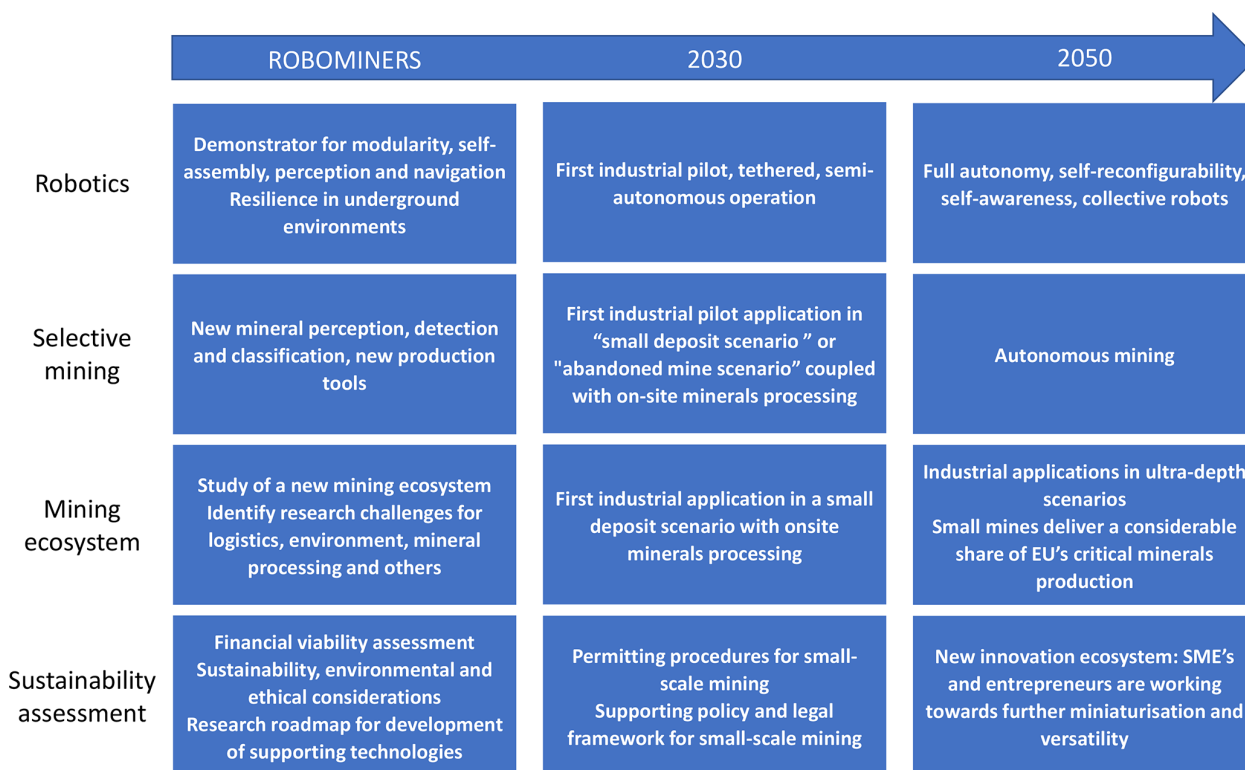 ROBOMINERS
2030
2050
Robotics
Demonstrator for modularity, self-
assembly, perception and navigation
Resilience in underground
environments
First industrial pilot, tethered, semi-
autonomous operation
Full autonomy, self-reconfigurability,
self-awareness, collective robots
Selective
mining
New mineral perception, detection
and classification, new production
tools
First industrial pilot application in
“small deposit scenario ” or
"abandoned mine scenario” coupled
with on-site minerals processing
Autonomous mining
Mining
ecosystem
Study of a new mining ecosystem
Identify research challenges for
logistics, environment, mineral
processing and others
First industrial application in a small
deposit scenario with onsite
minerals processing
Industrial applications in ultra-depth
scenarios
Small mines deliver a considerable
share of EU’s critical minerals
production
Sustainability
assessment
Financial viability assessment
Sustainability, environmental and
ethical considerations
Research roadmap for development
of supporting technologies
Permitting procedures for small-
scale mining
Supporting policy and legal
framework for small-scale mining
New innovation ecosystem: SME’s
and entrepreneurs are working
towards further miniaturisation and
versatility